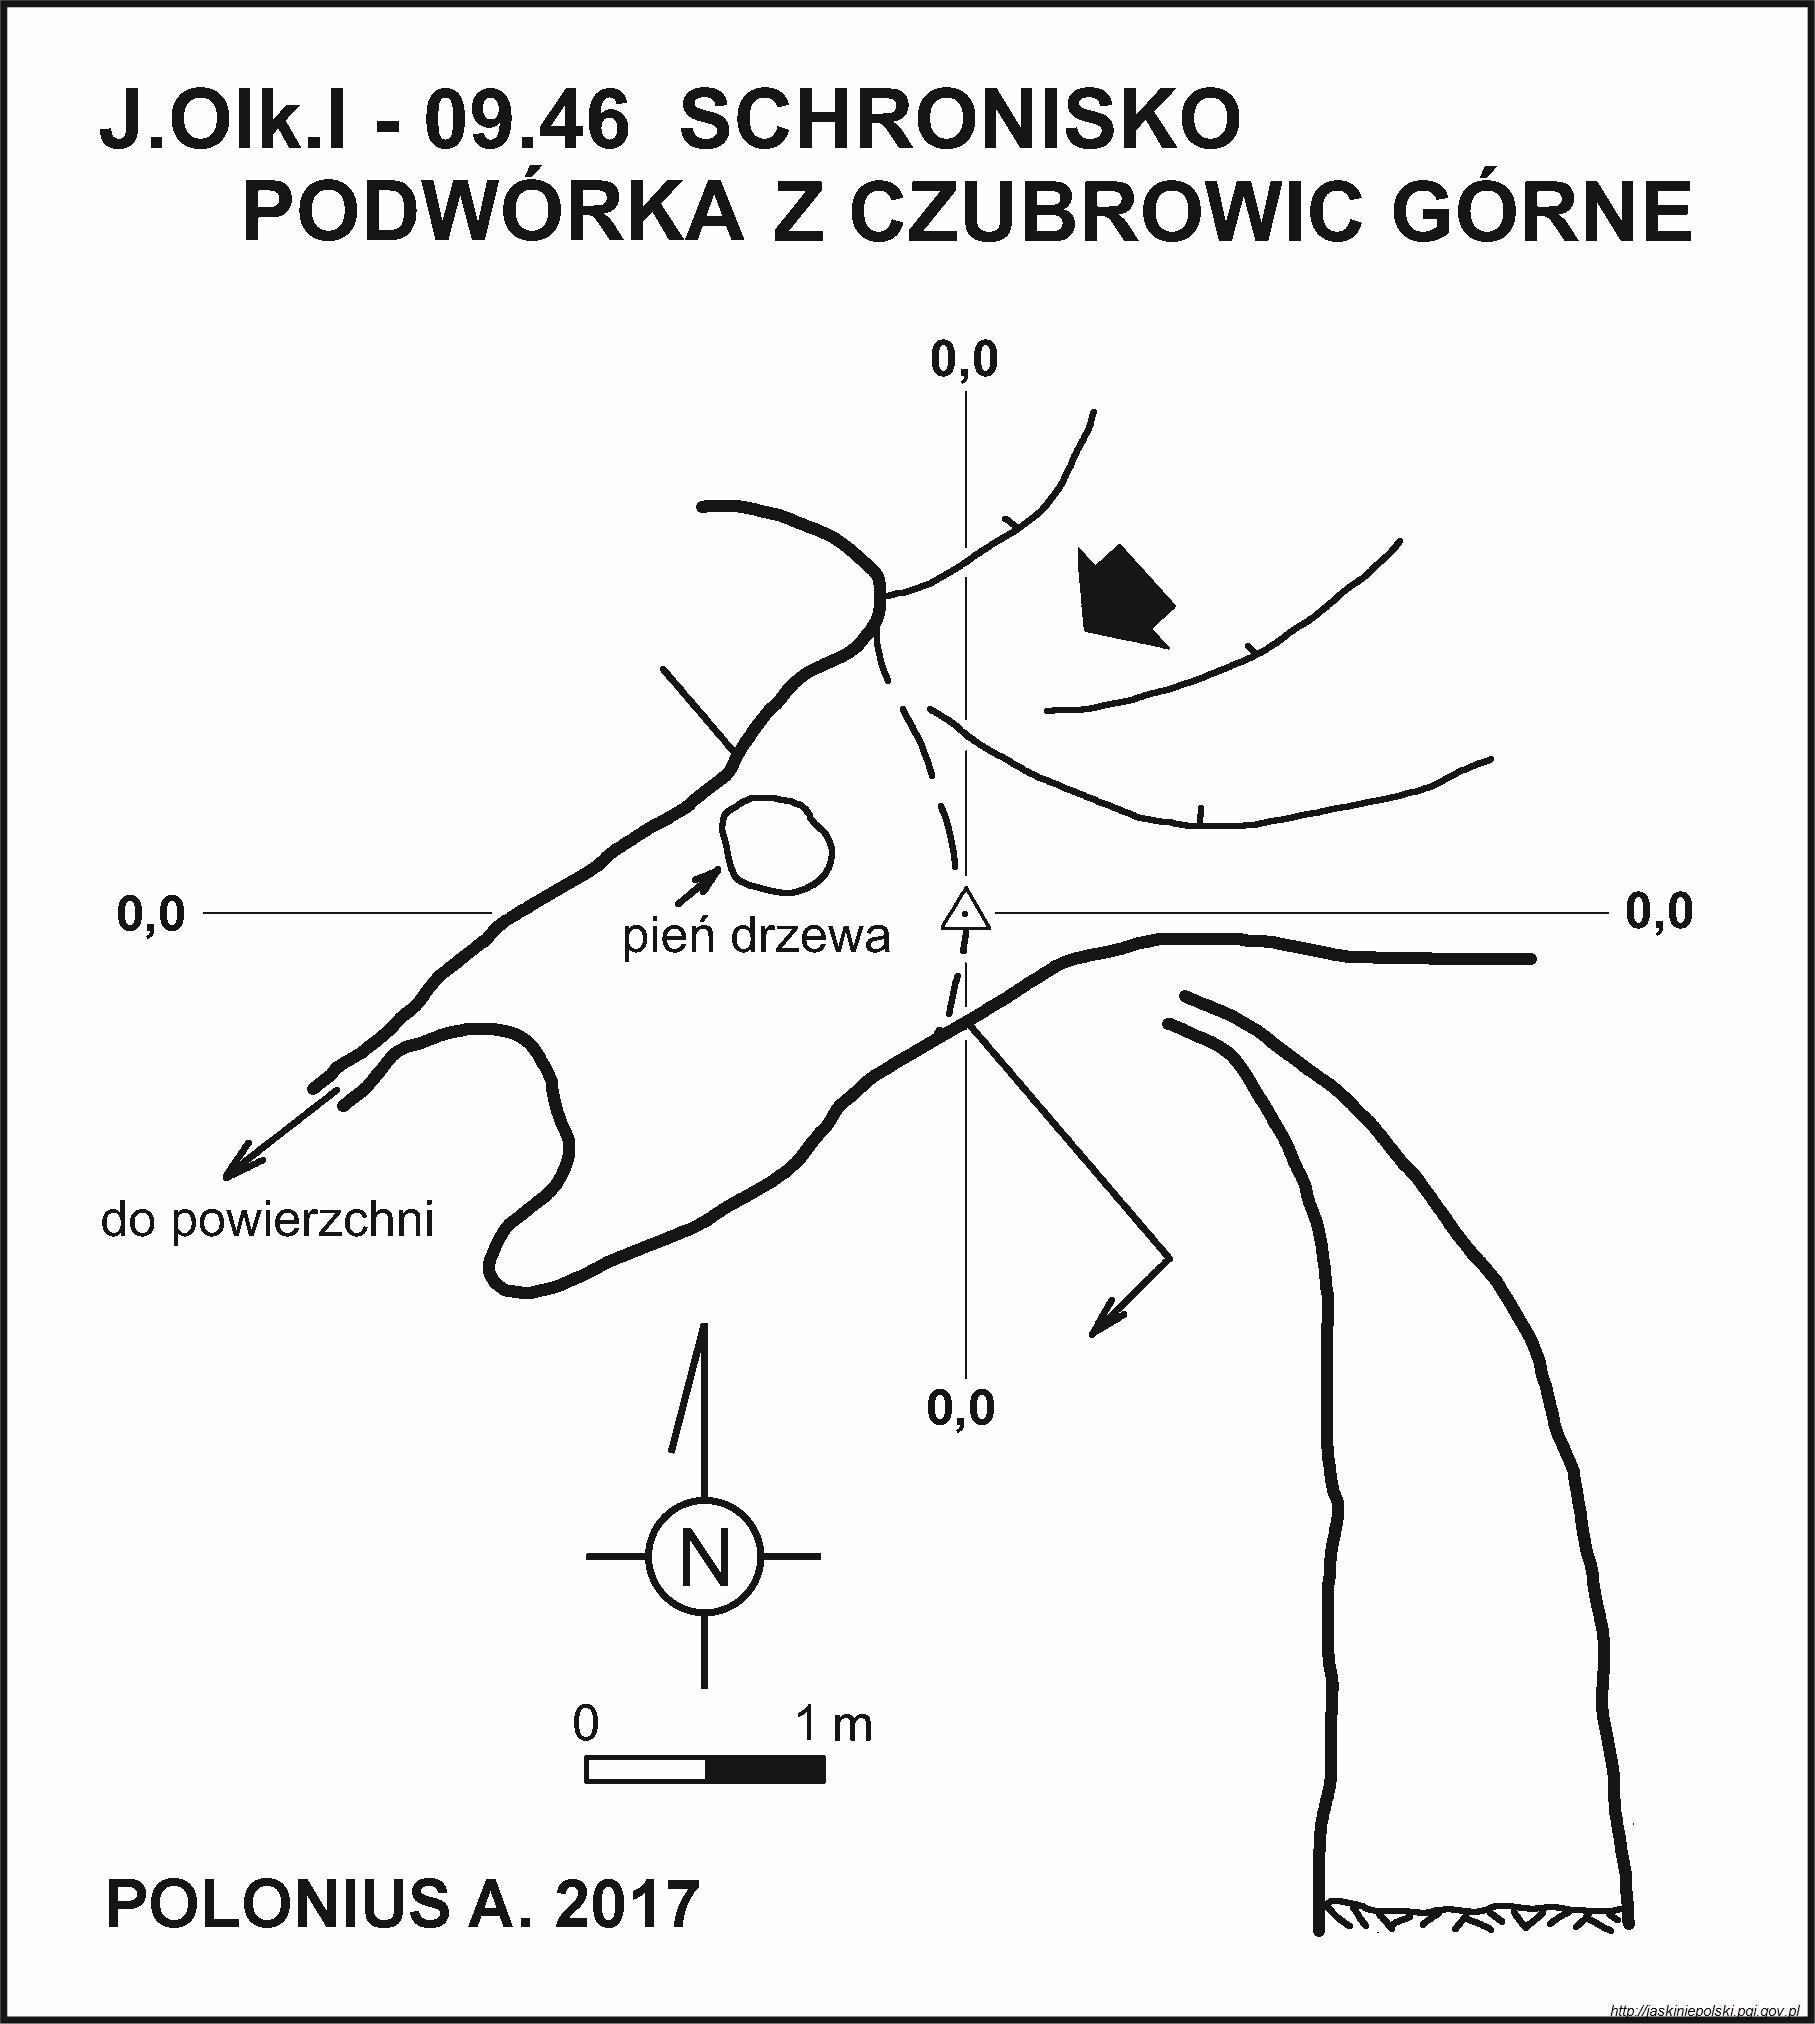 J.Olk.I - 09.46 SCHRONISKO
PODWÓRKA Z CZUBROWIC GÓRNE
0,0
0,0
0,0
pień drzewa
do powierzchni
0,0
N
0 1 m
POLONIUS A. 2017
http://jaskiniepolski.pgi.gov.pl